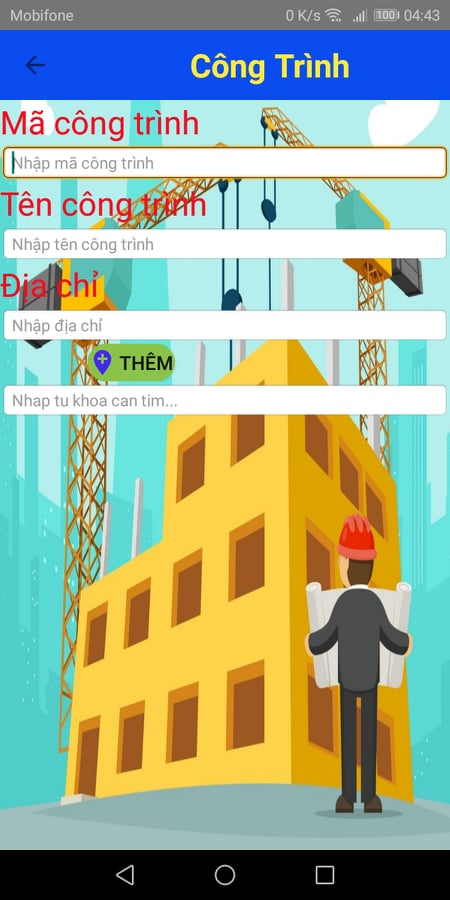 Mobifone 0 K/s 100 04:43
Công Trình
Mã công trình
Nhập mã công trình
Tên công trình
Nhập tên công trình
Địa chỉ
Nhập địa chỉ
THÊM
Nhap tu khoa can tim...